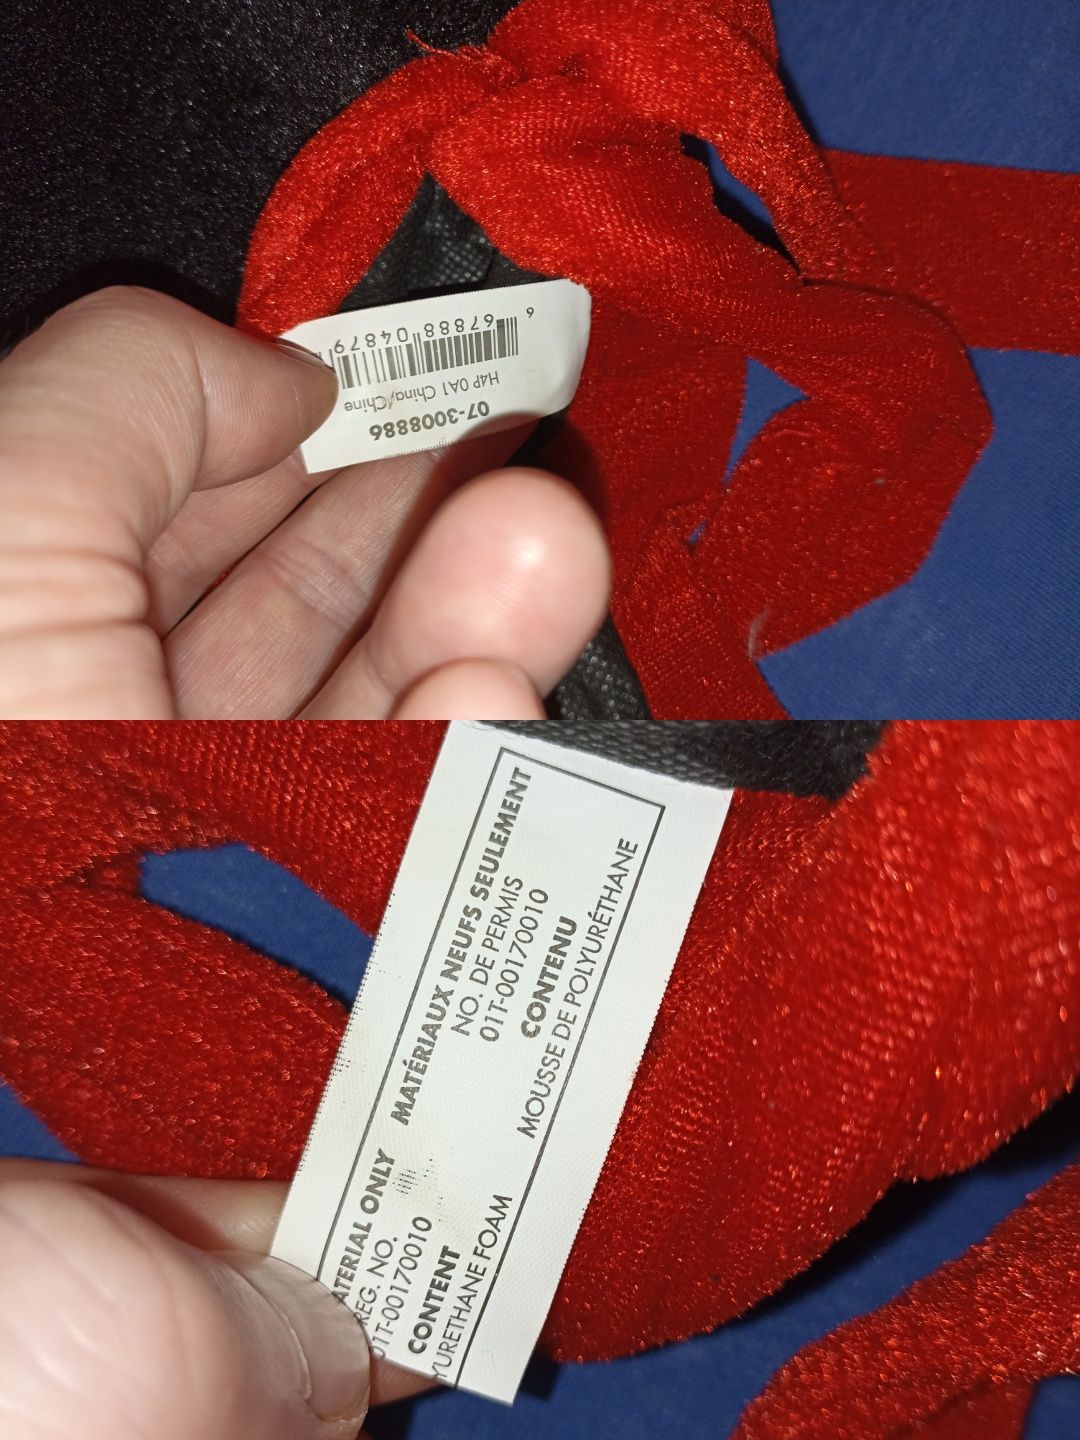 6 67888 04879
H4P 0A1 China/Chine
07-3008886
MATÉRIAUX NEUFS SEULEMENT
NO. DE PERMIS
01T-00170010
CONTENU
MOUSSE DE POLYURÉTHANE
ATERIAL ONLY
REG. NO.
01T-00170010
CONTENT
YURETHANE FOAM